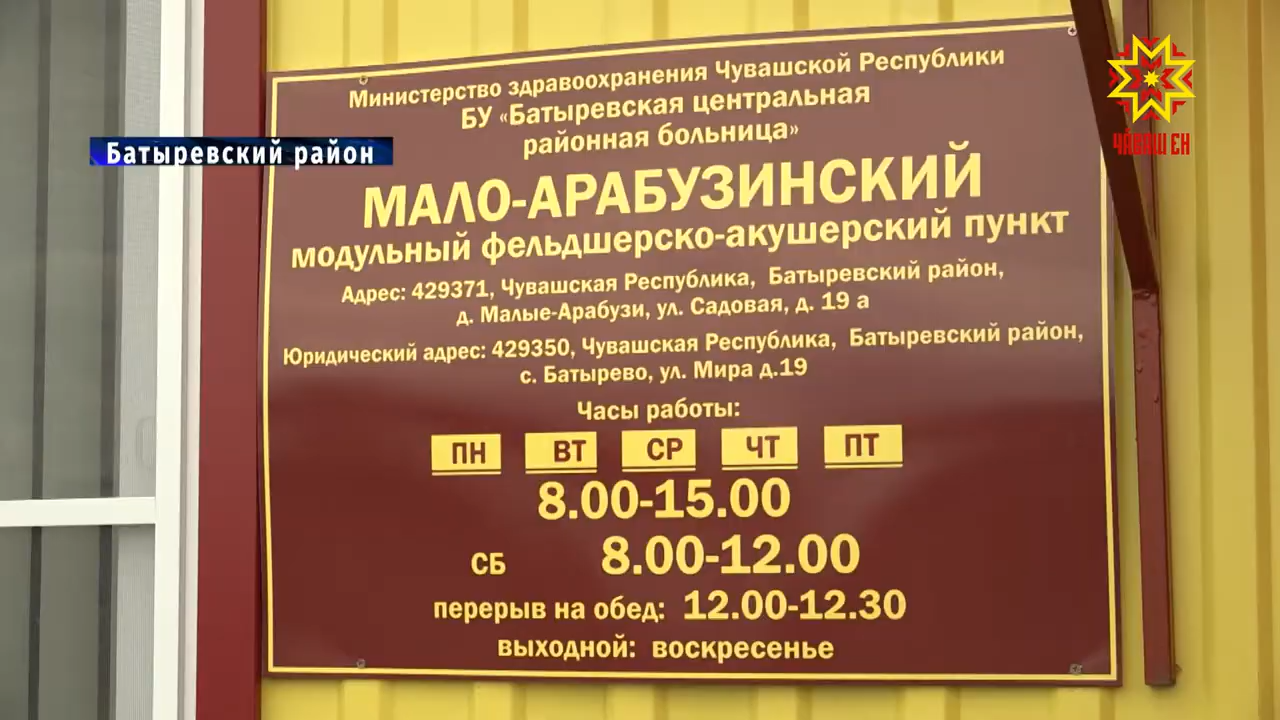 Министерство здравоохранения Чувашской Республики
БУ «Батыревская центральная
районная больница»
Батыревский район
МАЛО-АРАБУЗИНСКИЙ
модульный фельдшерско-акушерский пункт
Адрес: 429371, Чувашская Республика, Батыревский район,
д. Малые-Арабузи, ул. Садовая, д. 19 а
Юридический адрес: 429350, Чувашская Республика, Батыревский район,
с. Батырево, ул. Мира д.19
Часы работы:
ПН ВТ СР ЧТ ПТ
8.00-15.00
СБ 8.00-12.00
перерыв на обед: 12.00-12.30
выходной: воскресенье
ЧӐВАШ ЕН